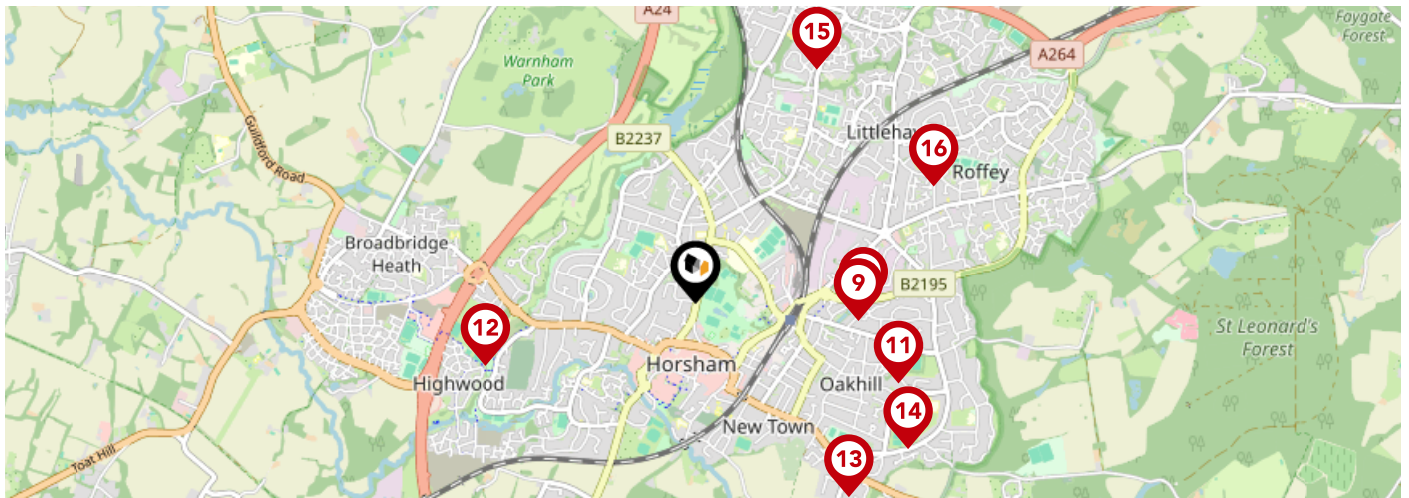 A24
15
Faygate
Forest
A264
Warnham
Park
B2237
16
Roffey
Guildford Road
Broadbridge
Heath
9
B2195
12
11
St Leonard's
Forest
Horsham
Highwood
Oakhill
14
New Town
13
Toat Hill